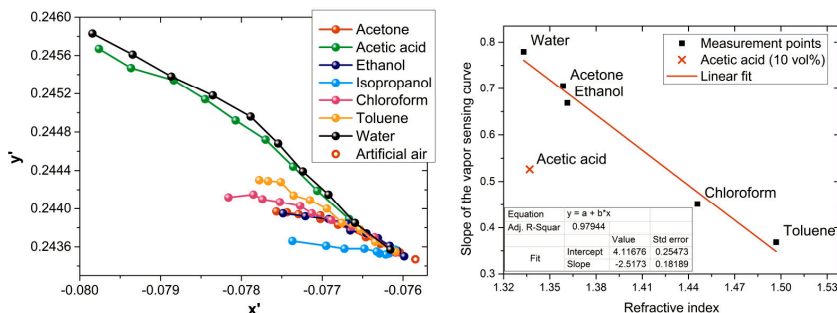 0.2460
0.2456
0.2452
0.2448
0.2444
0.2440
0.2436
y'
-0.080 -0.079 -0.078 -0.077 -0.076
x'
Acetone
Acetic acid
Ethanol
Isopropanol
Chloroform
Toluene
Water
Artificial air
0.8
0.7
0.6
0.5
0.4
0.3
Slope of the vapor sensing curve
Water
Acetone
Ethanol
Acetic acid
Chloroform
Toluene
Measurement points
Acetic acid (10 vol%)
Linear fit
Equation y = a + b*x
Adj. R-Squar 0.97944
Value Std error
Fit Intercept 4.11676 0.25473
Slope -2.5173 0.18189
1.32 1.35 1.38 1.41 1.44 1.47 1.50 1.53
Refractive index